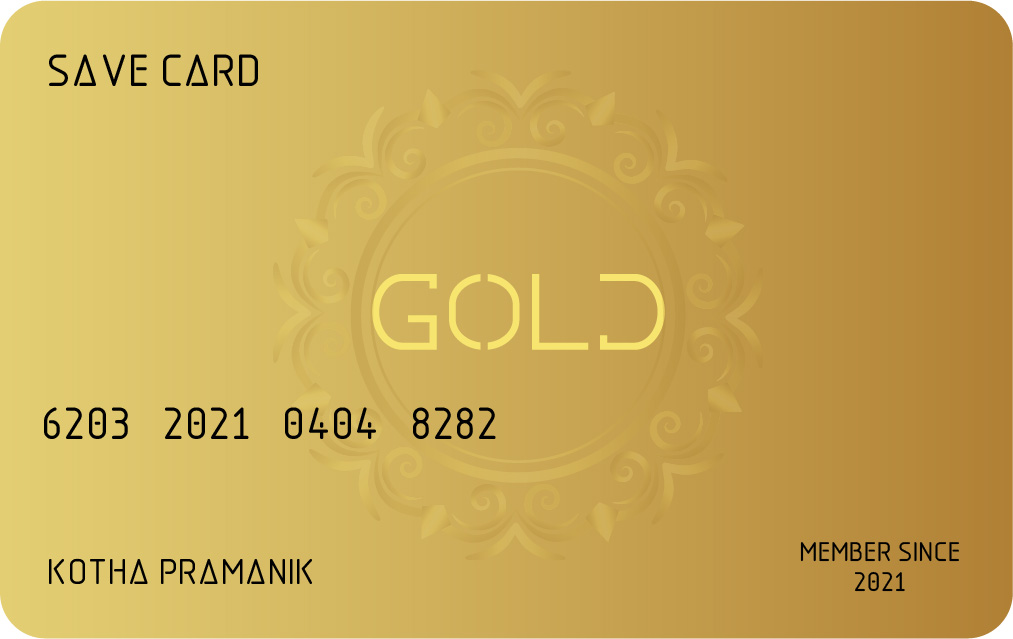 SAVE CARD
GOLD
6203 2021 0404 8282
KOTHA PRAMANIK
MEMBER SINCE
2021